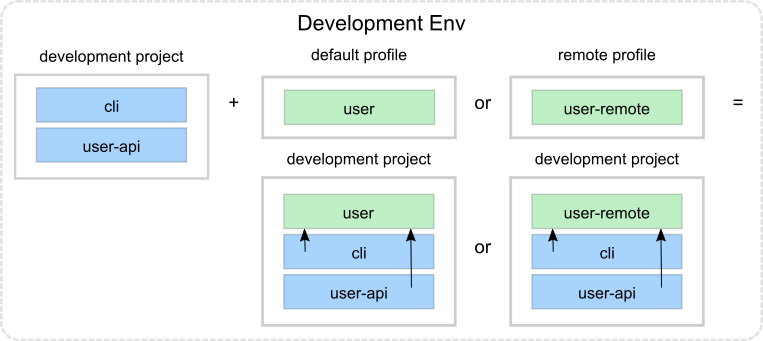 Development Env
development project
default profile
remote profile
cli
user-api
+
user
or
user-remote
=
development project
development project
user
cli
user-api
or
user-remote
cli
user-api